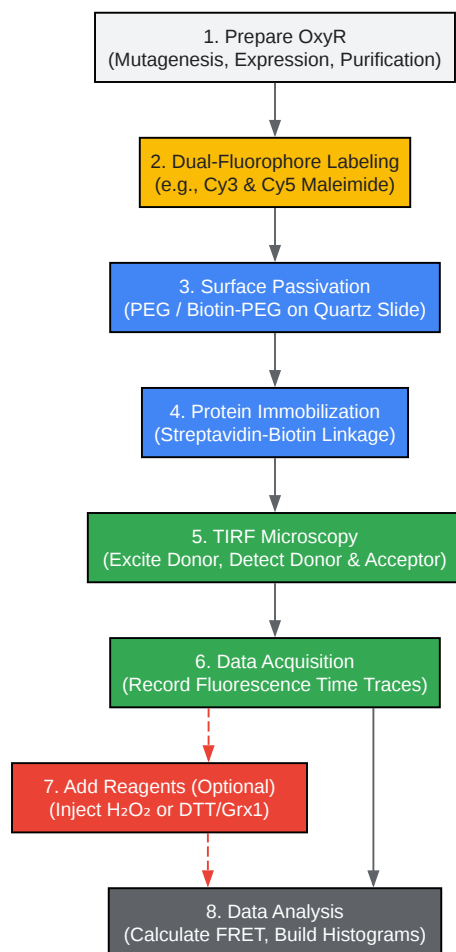 1. Prepare OxyR
(Mutagenesis, Expression, Purification)
2. Dual-Fluorophore Labeling
(e.g., Cy3 & Cy5 Maleimide)
3. Surface Passivation
(PEG / Biotin-PEG on Quartz Slide)
4. Protein Immobilization
(Streptavidin-Biotin Linkage)
5. TIRF Microscopy
(Excite Donor, Detect Donor & Acceptor)
6. Data Acquisition
(Record Fluorescence Time Traces)
7. Add Reagents (Optional)
(Inject H₂O₂ or DTT/Grx1)
8. Data Analysis
(Calculate FRET, Build Histograms)